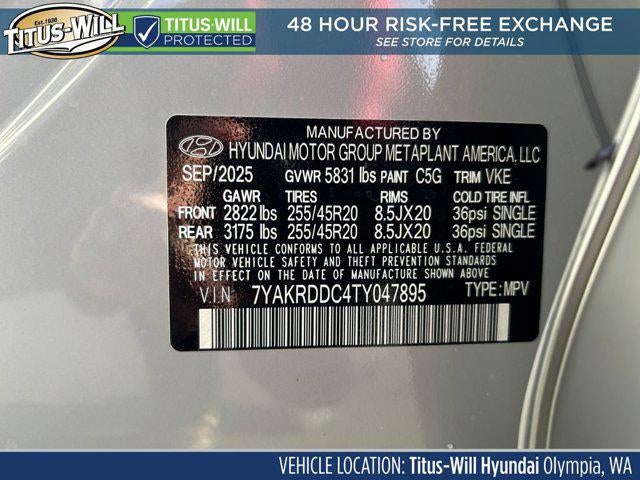 Est. 1938
TITUS-WILL
TITUS-WILL
PROTECTED
48 HOUR RISK-FREE EXCHANGE
SEE STORE FOR DETAILS
MANUFACTURED BY
HYUNDAI MOTOR GROUP METAPLANT AMERICA, LLC
SEP/2025 GVWR 5831 lbs PAINT C5G TRIM VKE
GAWR TIRES RIMS COLD TIRE INFL
FRONT 2822 lbs 255/45R20 8.5JX20 36psi SINGLE
REAR 3175 lbs 255/45R20 8.5JX20 36psi SINGLE
THIS VEHICLE CONFORMS TO ALL APPLICABLE U.S.A. FEDERAL
MOTOR VEHICLE SAFETY AND THEFT PREVENTION STANDARDS
IN EFFECT ON THE DATE OF MANUFACTURE SHOWN ABOVE.
VIN 7YAKRDDC4TY047895 TYPE: MPV
VEHICLE LOCATION: Titus-Will Hyundai Olympia, WA